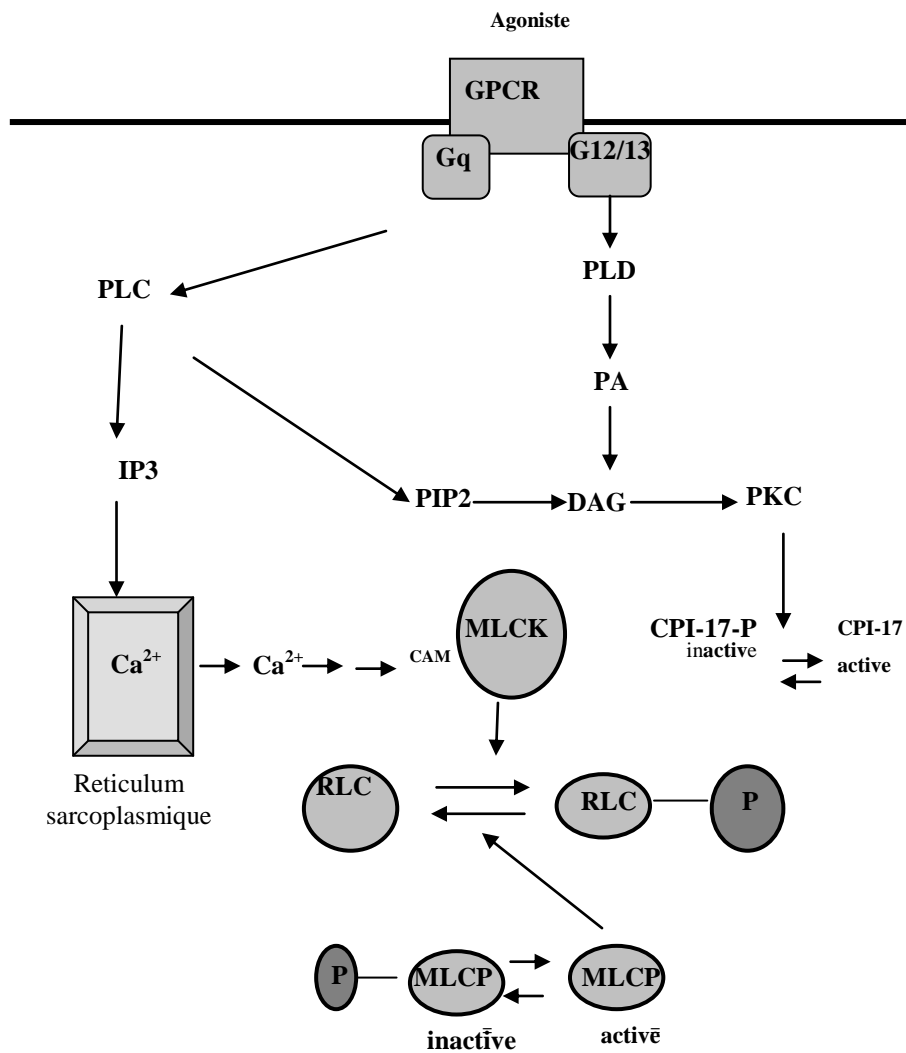 Agoniste
GPCR
Gq
G12/13
PLD
PLC
PA
IP3
PIP2
DAG
PKC
MLCK
CPI-17-P
inactive
CPI-17
active
CAM
Ca²⁺
Ca²⁺
Reticulum
sarcoplasmique
RLC
RLC
P
P
MLCP
MLCP
inactive
active